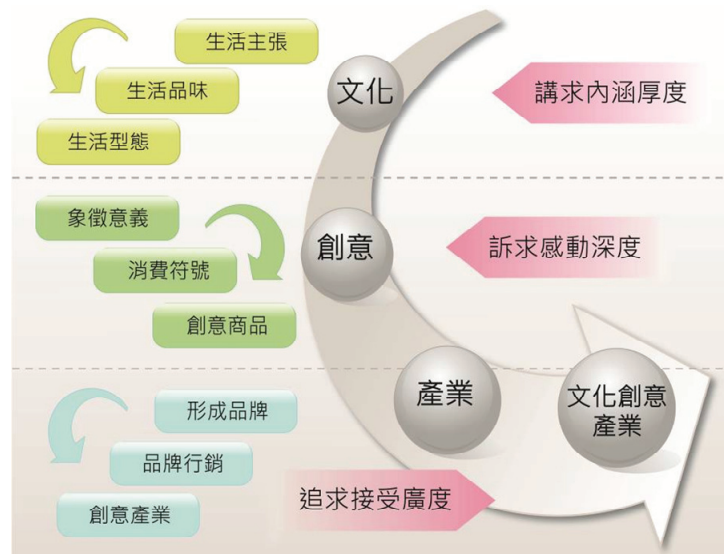 生活主張
生活品味
生活型態
文化
講求內涵厚度
象徵意義
消費符號
創意商品
創意
訴求感動深度
形成品牌
品牌行銷
創意產業
產業
文化創意
產業
追求接受廣度